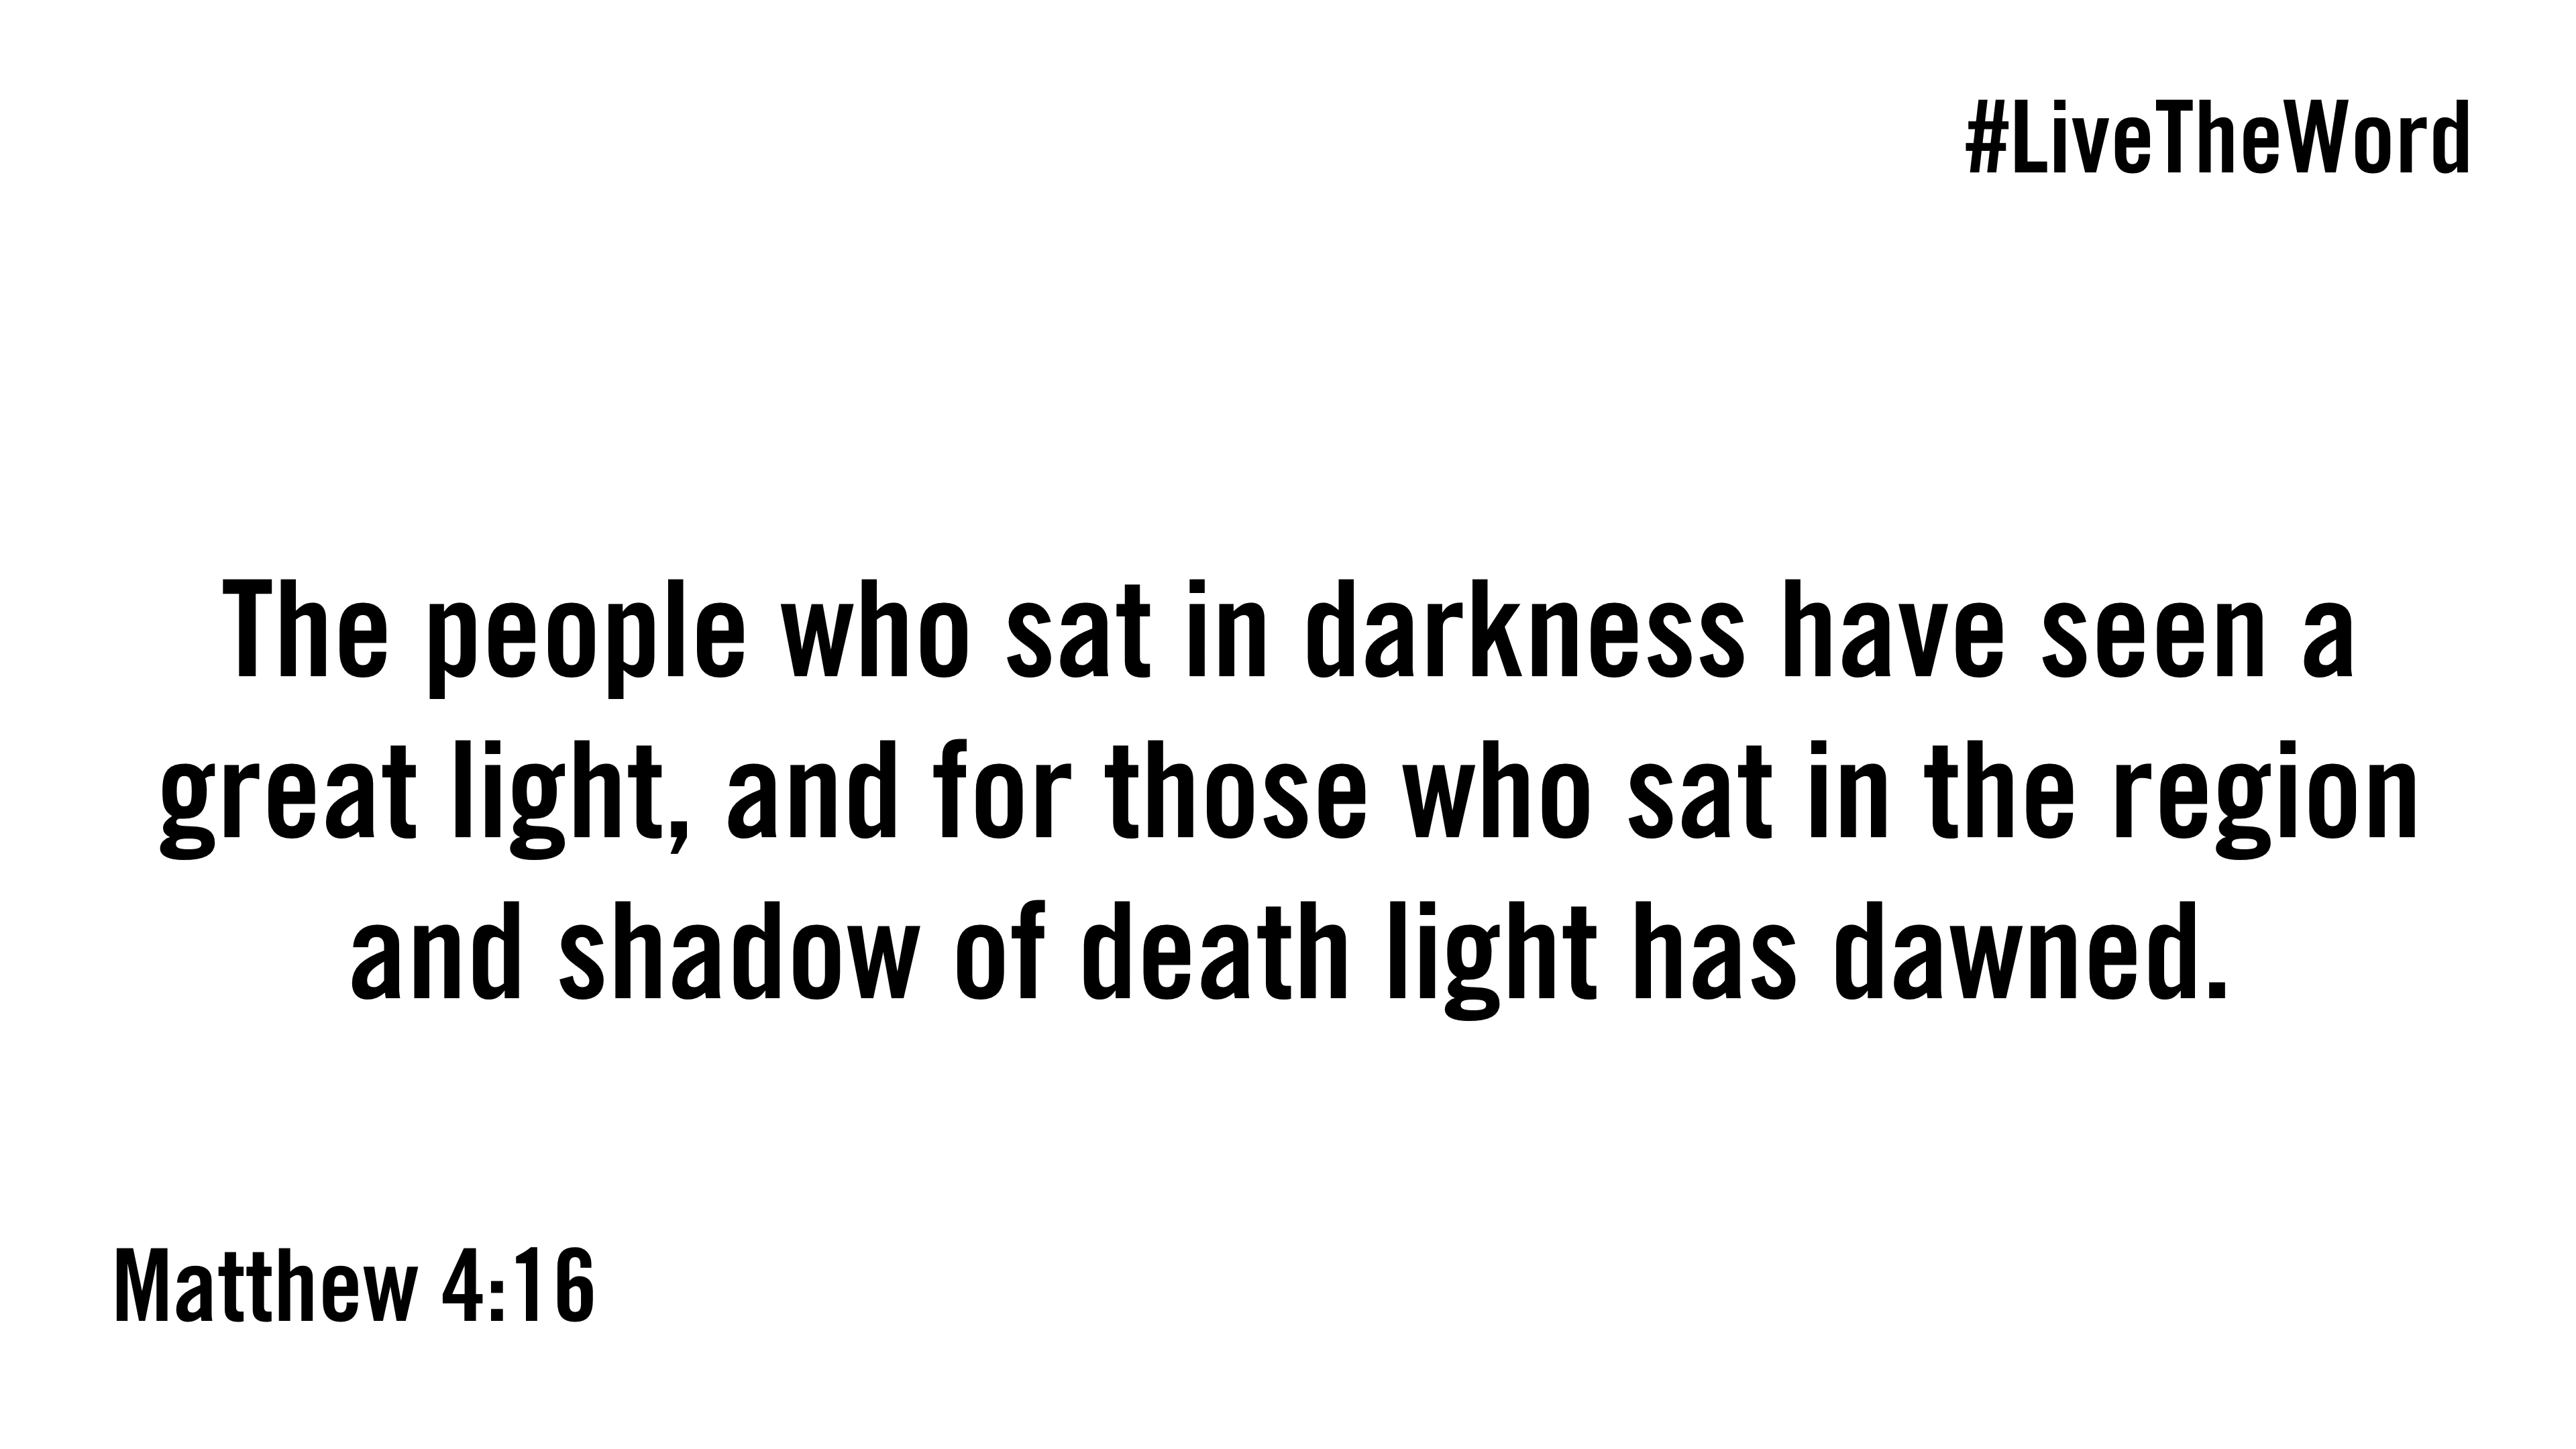 #LiveTheWord
The people who sat in darkness have seen a
great light, and for those who sat in the region
and shadow of death light has dawned.
Matthew 4:16